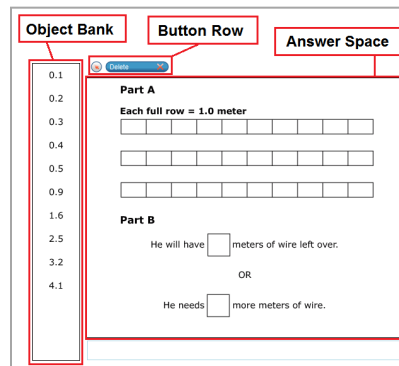 Object Bank
Button Row
Answer Space
Delete
0.1
0.2
0.3
0.4
0.5
0.9
1.6
2.5
3.2
4.1
Part A
Each full row = 1.0 meter
Part B
He will have meters of wire left over.
OR
He needs more meters of wire.